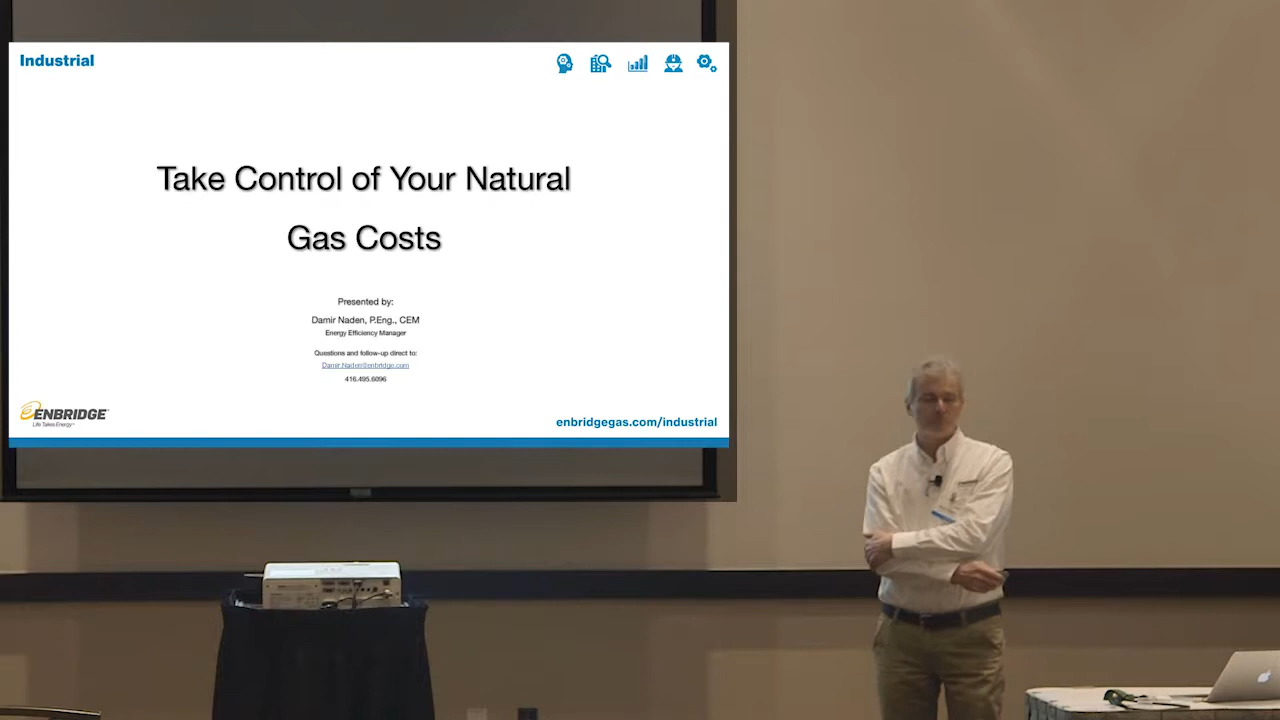 Industrial
Take Control of Your Natural
Gas Costs
Presented by:
Damir Naden, P.Eng., CEM
Energy Efficiency Manager
Questions and follow-up direct to:
Damir.Naden@enbridge.com
416.495.6096
ENBRIDGE
Life Takes Energy™
enbridgegas.com/industrial